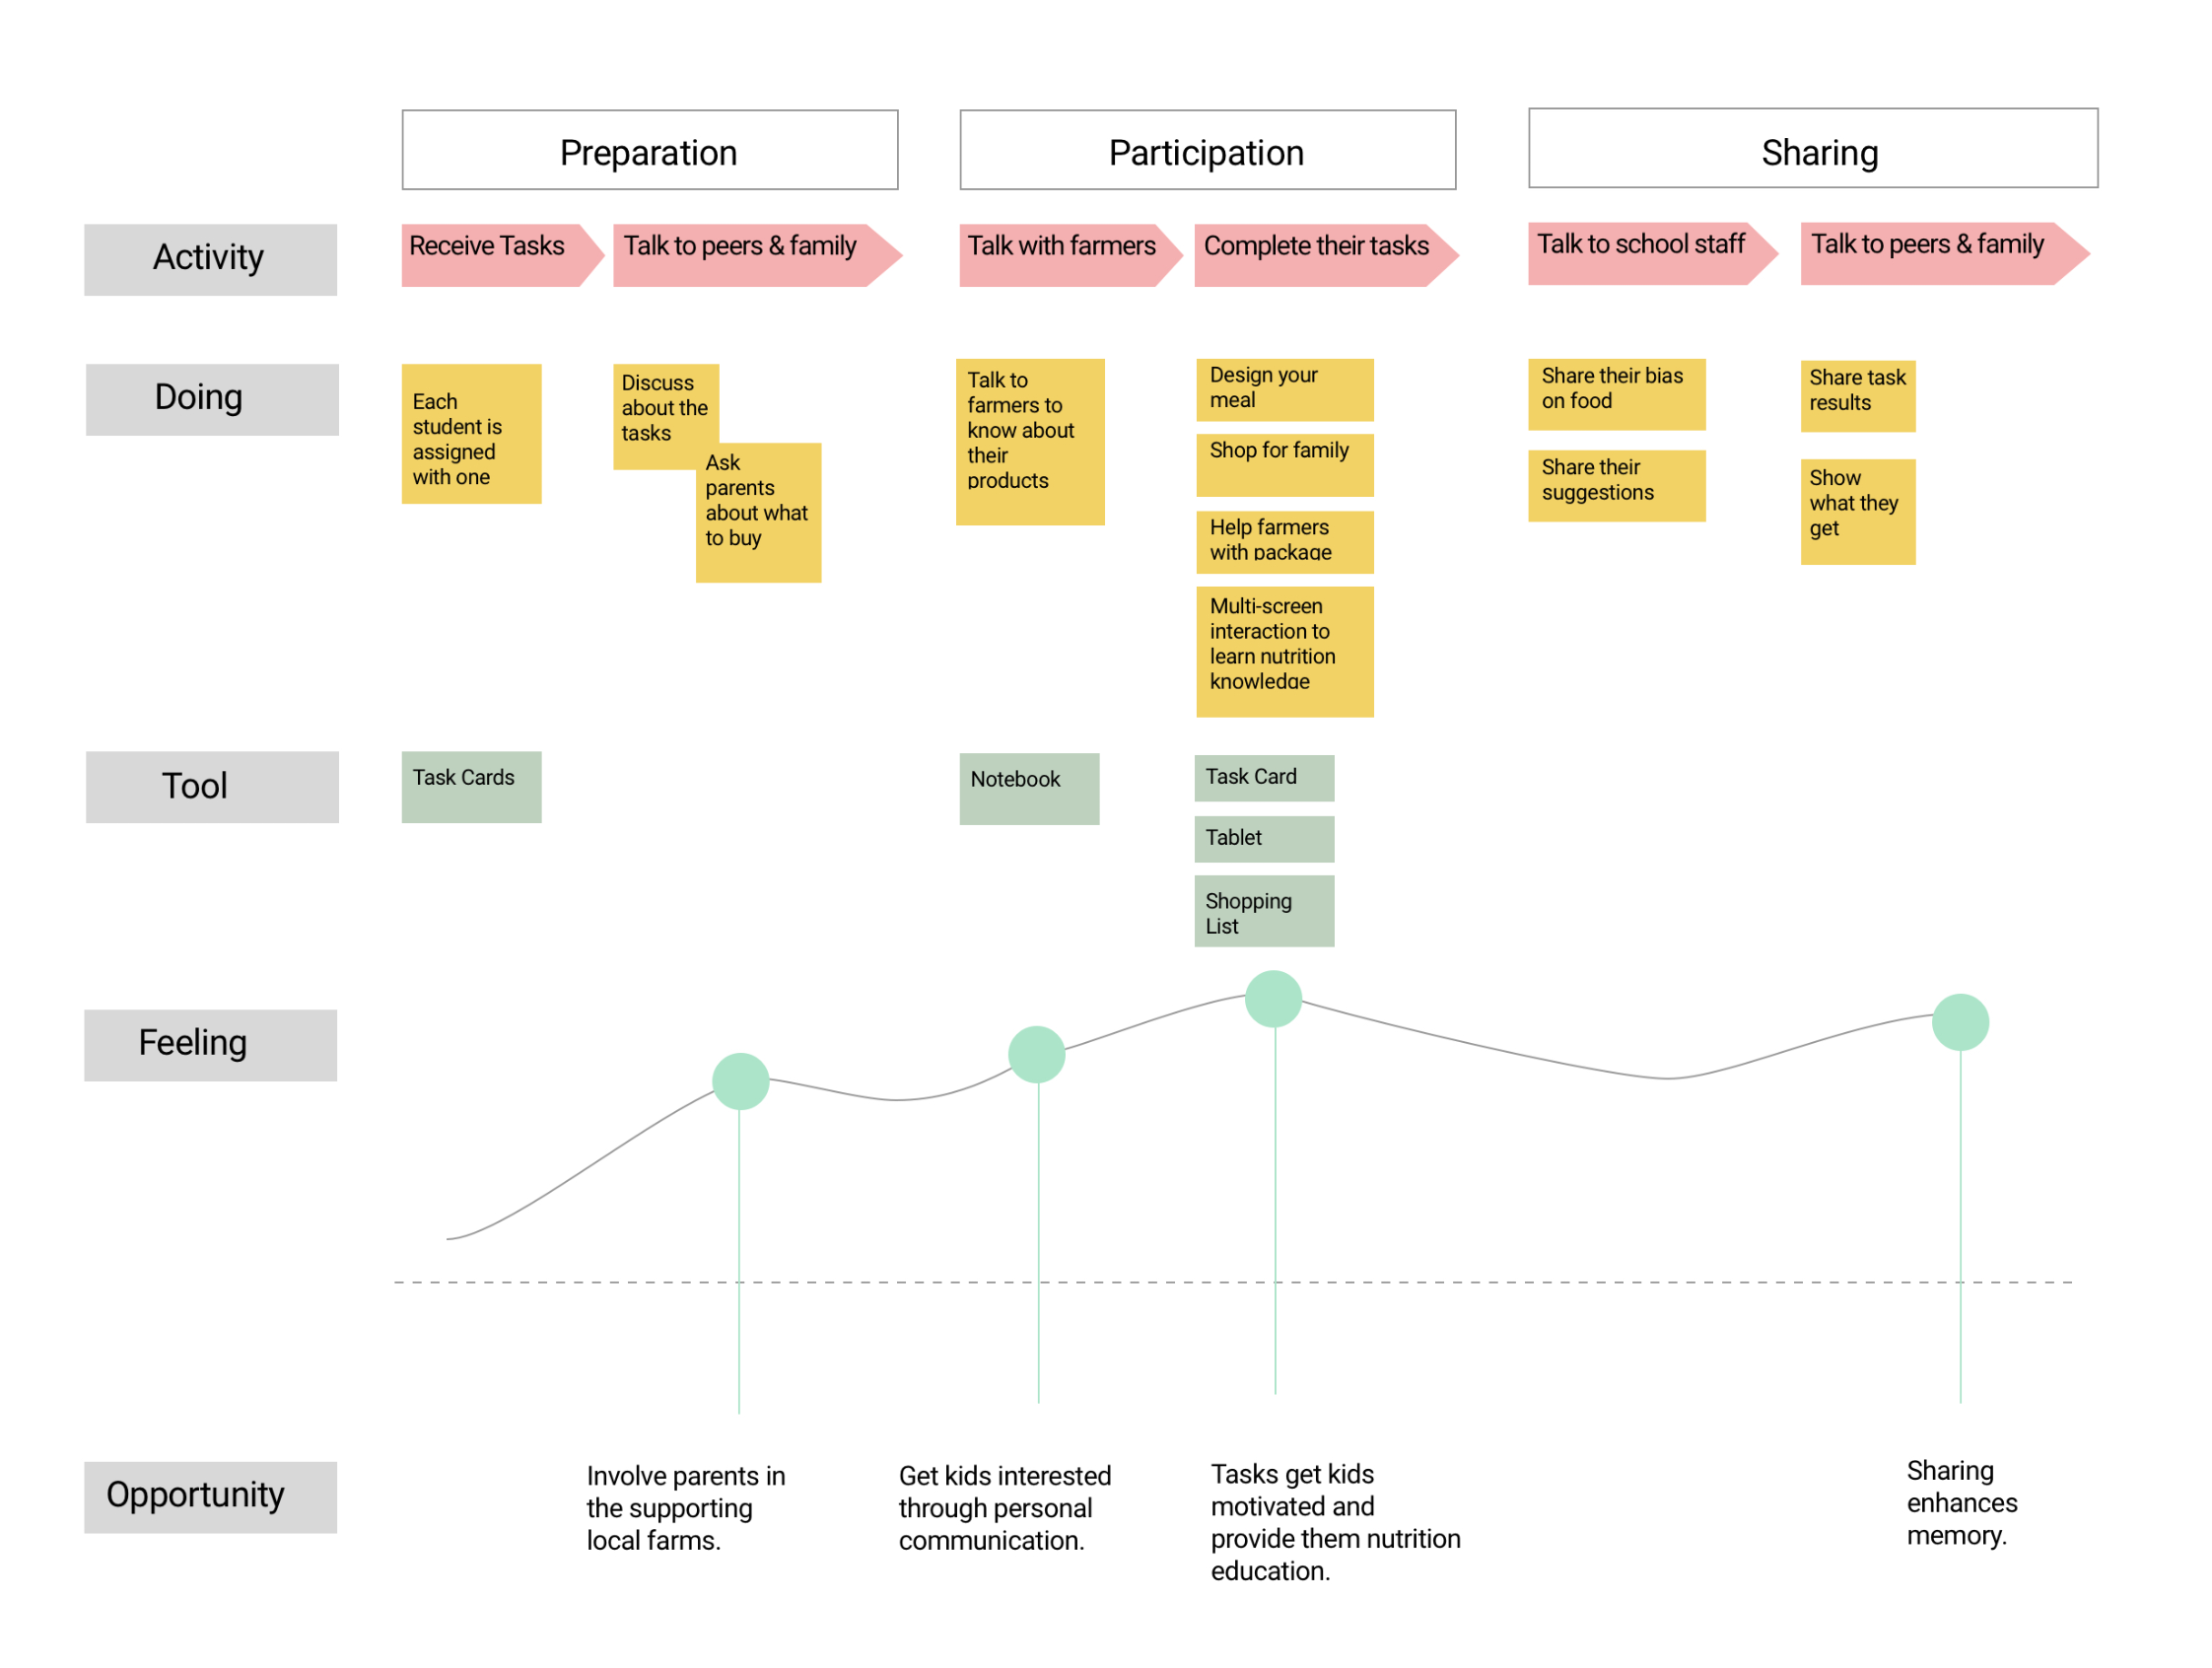 Preparation
Participation
Sharing
Activity
Receive Tasks
Talk to peers & family
Talk with farmers
Complete their tasks
Talk to school staff
Talk to peers & family
Doing
Each
student is
assigned
with one
Discuss
about the
tasks
Ask
parents
about what
to buy
Talk to
farmers to
know about
their
products
Design your
meal
Shop for family
Help farmers
with package
Multi-screen
interaction to
learn nutrition
knowledge
Share their bias
on food
Share their
suggestions
Share task
results
Show
what they
get
Tool
Task Cards
Notebook
Task Card
Tablet
Shopping
List
Feeling
Opportunity
Involve parents in
the supporting
local farms.
Get kids interested
through personal
communication.
Tasks get kids
motivated and
provide them nutrition
education.
Sharing
enhances
memory.